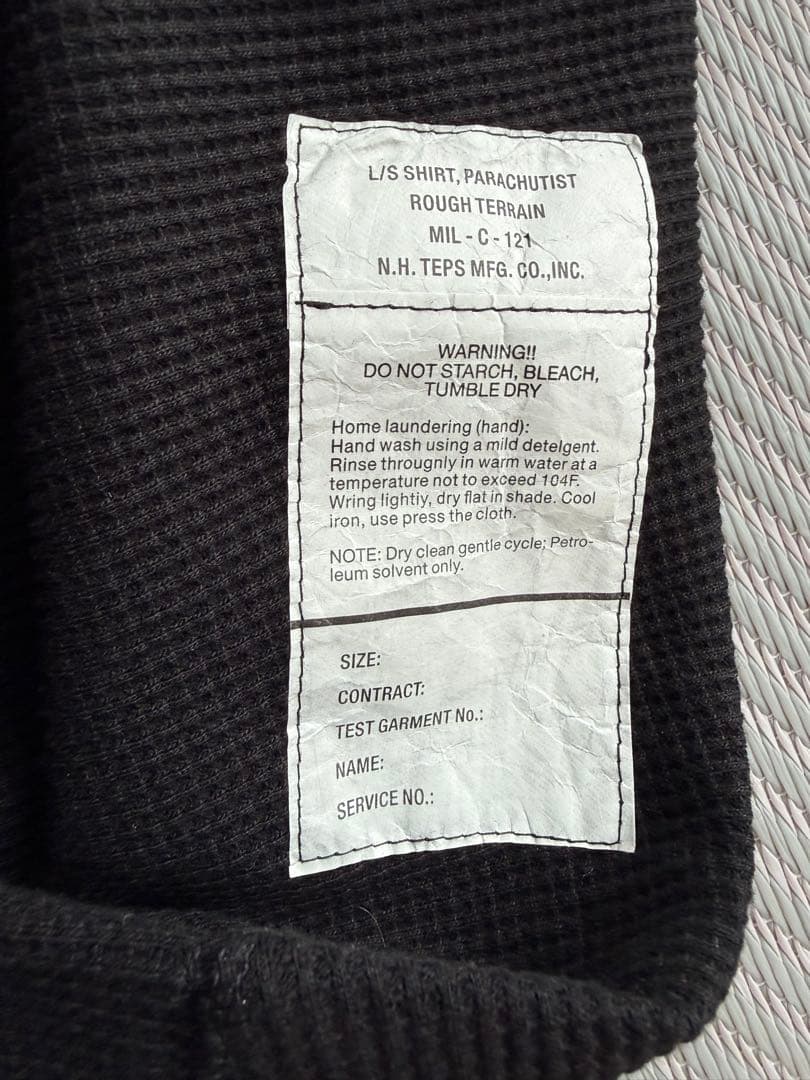 L/S SHIRT, PARACHUTIST
ROUGH TERRAIN
MIL - C - 121
N.H. TEPS MFG. CO.,INC.
WARNING!!
DO NOT STARCH, BLEACH,
TUMBLE DRY
Home laundering (hand):
Hand wash using a mild detelgent.
Rinse througnly in warm water at a
temperature not to exceed 104F.
Wring lightiy, dry flat in shade. Cool
iron, use press the cloth.
NOTE: Dry clean gentle cycle; Petro-
leum solvent only.
SIZE:
CONTRACT:
TEST GARMENT No.:
NAME:
SERVICE NO.: